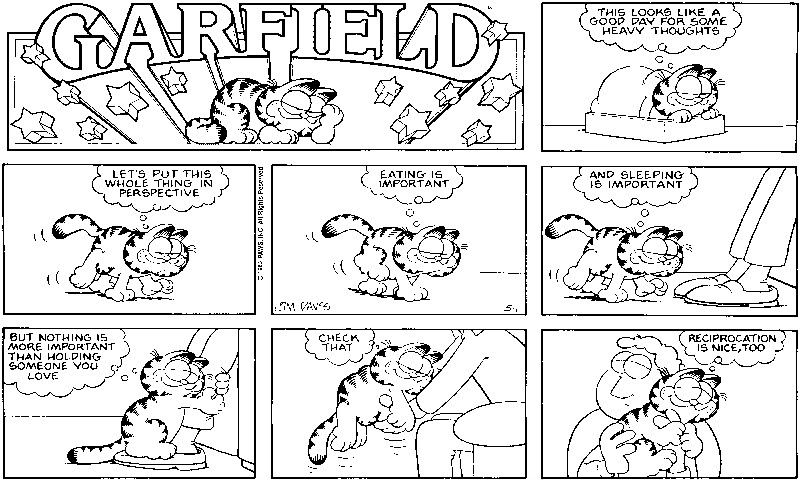 GARFIELD
THIS LOOKS LIKE A
GOOD DAY FOR SOME
HEAVY THOUGHTS
LET'S PUT THIS
WHOLE THING IN
PERSPECTIVE
EATING IS
IMPORTANT
JIM DAVIS
AND SLEEPING
IS IMPORTANT
BUT NOTHING IS
MORE IMPORTANT
THAN HOLDING
SOMEONE YOU
LOVE
CHECK
THAT
RECIPROCATION
IS NICE, TOO